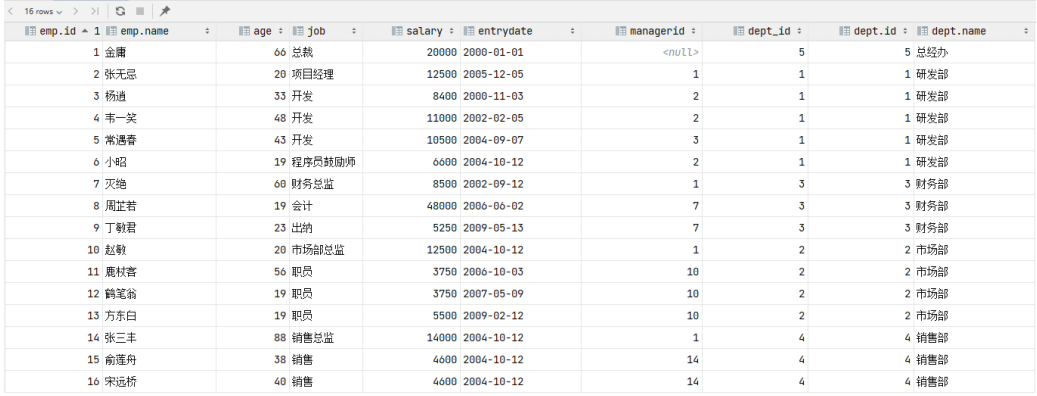 16 rows
emp.id 1 emp.name age job salary entrydate managerid dept_id dept.id dept.name
1 金庸 66 总裁 20000 2000-01-01 <null> 5 5 总经办
2 张无忌 20 项目经理 12500 2005-12-05 1 1 1 研发部
3 杨逍 33 开发 8400 2000-11-03 2 1 1 研发部
4 韦一笑 48 开发 11000 2002-02-05 2 1 1 研发部
5 常遇春 43 开发 10500 2004-09-07 3 1 1 研发部
6 小昭 19 程序员鼓励师 6600 2004-10-12 2 1 1 研发部
7 灭绝 60 财务总监 8500 2002-09-12 1 3 3 财务部
8 周芷若 19 会计 48000 2006-06-02 7 3 3 财务部
9 丁敏君 23 出纳 5250 2009-05-13 7 3 3 财务部
10 赵敏 20 市场部总监 12500 2004-10-12 1 2 2 市场部
11 鹿杖客 56 职员 3750 2006-10-03 10 2 2 市场部
12 鹤笔翁 19 职员 3750 2007-05-09 10 2 2 市场部
13 方东白 19 职员 5500 2009-02-12 10 2 2 市场部
14 张三丰 88 销售总监 14000 2004-10-12 1 4 4 销售部
15 俞莲舟 38 销售 4600 2004-10-12 14 4 4 销售部
16 宋远桥 40 销售 4600 2004-10-12 14 4 4 销售部